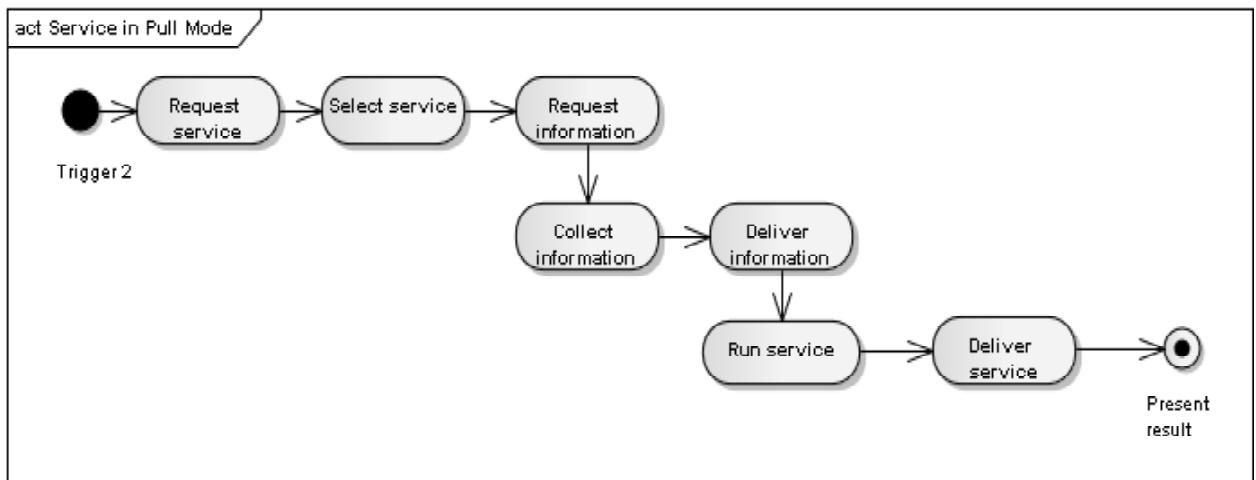 act Service in Pull Mode
Request
service
Select service
Request
information
Trigger 2
Collect
information
Deliver
information
Run service
Deliver
service
Present
result